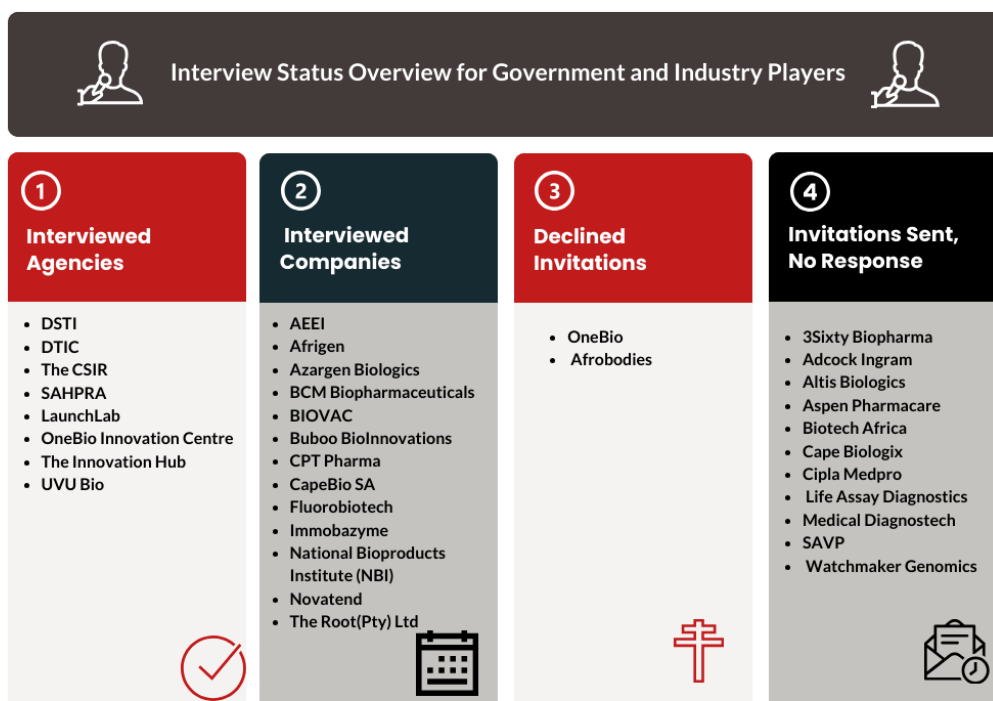 Interview Status Overview for Government and Industry Players
1
Interviewed
Agencies
• DSTI
• DTIC
• The CSIR
• SAHPRA
• LaunchLab
• OneBio Innovation Centre
• The Innovation Hub
• UVU Bio
2
Interviewed
Companies
• AEEI
• Afrigen
• Azargen Biologics
• BCM Biopharmaceuticals
• BIOVAC
• Buboo BioInnovations
• CPT Pharma
• CapeBio SA
• Fluorobiotech
• Immobazyme
• National Bioproducts
Institute (NBI)
• Novatend
• The Root(Pty) Ltd
3
Declined
Invitations
• OneBio
• Afrobodies
4
Invitations Sent,
No Response
• 3Sixty Biopharma
• Adcock Ingram
• Altis Biologics
• Aspen Pharmacare
• Biotech Africa
• Cape Biologix
• Cipla Medpro
• Life Assay Diagnostics
• Medical Diagnostech
• SAVP
• Watchmaker Genomics